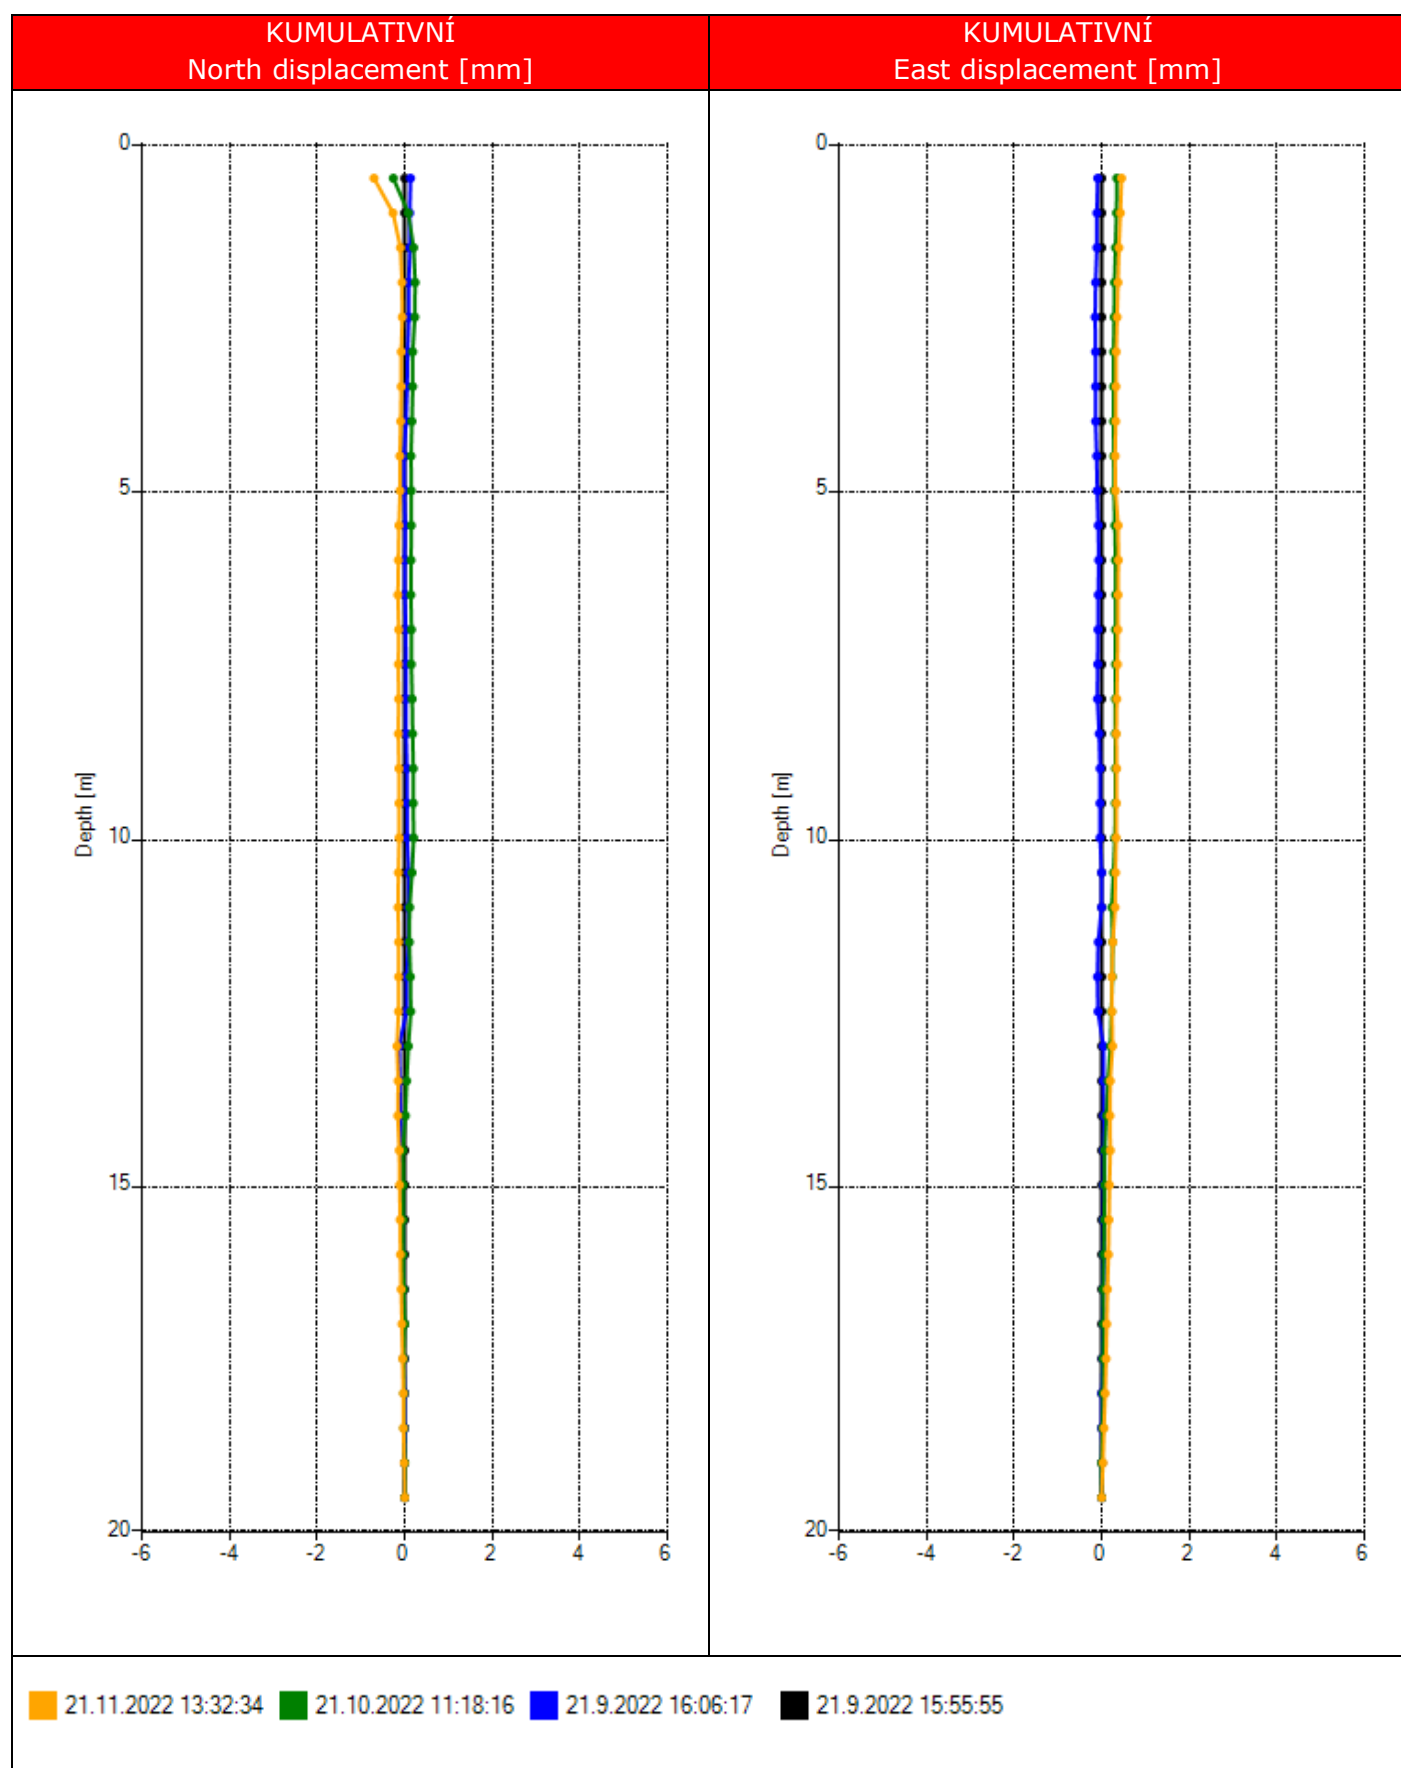 KUMULATIVNÍ
North displacement [mm]
KUMULATIVNÍ
East displacement [mm]
0
5
10
15
20
Depth [m]
-6 -4 -2 0 2 4 6
0
5
10
15
20
Depth [m]
-6 -4 -2 0 2 4 6
21.11.2022 13:32:34 21.10.2022 11:18:16 21.9.2022 16:06:17 21.9.2022 15:55:55